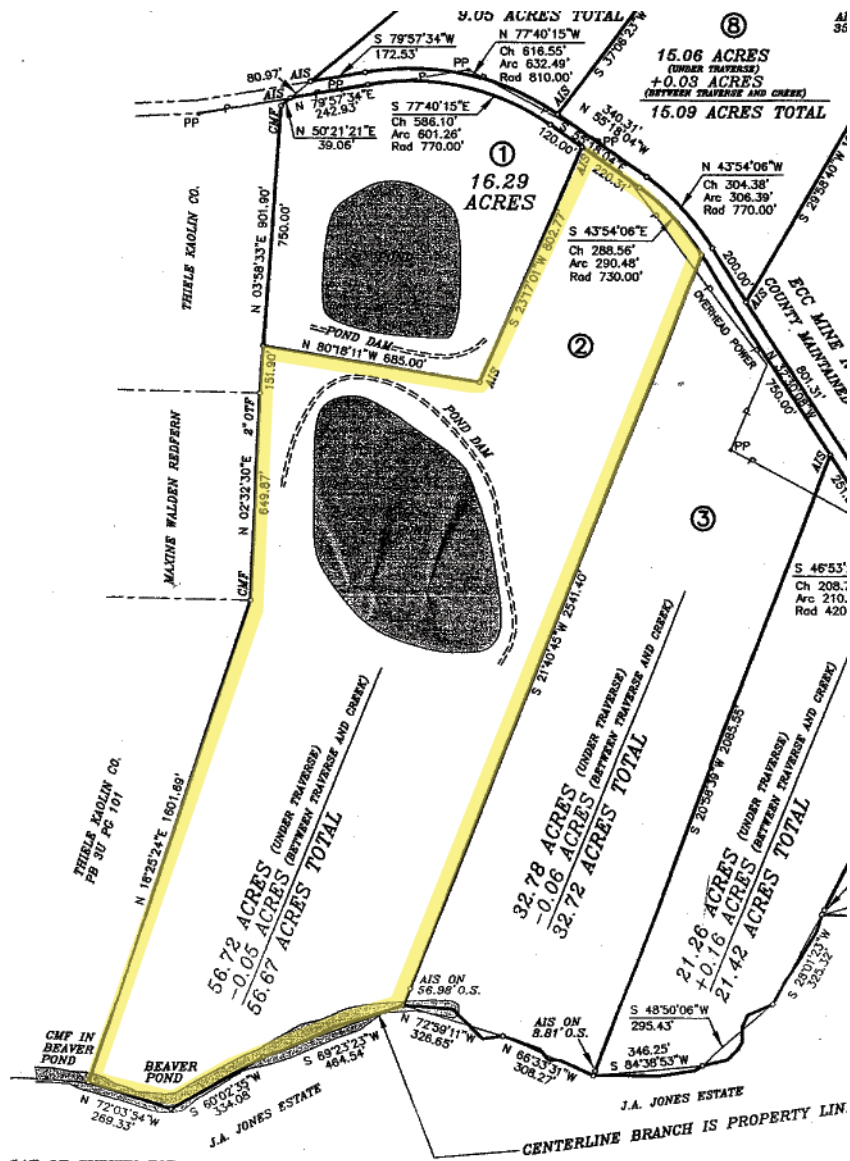 9.05 ACRES TOTAL
S 79°57'34"W
172.53'
N 77°40'15"W
Ch 616.55'
Arc 632.49'
Rad 810.00'
S 37°06'23"W
8
15.06 ACRES
(UNDER TRAVERSE)
+0.03 ACRES
(BETWEEN TRAVERSE AND CREEK)
15.09 ACRES TOTAL
80.97'
AIS
AIS
PP
PP
PP
P
P
CMF
N 79°57'34"E
242.93'
N 50°21'21"E
39.06'
S 77°40'15"E
Ch 586.10'
Arc 601.26'
Rad 770.00'
1
16.29
ACRES
120.00'
S 55°18'04"E
220.31'
AIS
340.31'
N 55°18'04"W
PP
N 43°54'06"W
Ch 304.38'
Arc 306.39'
Rad 770.00'
S 29°58'40"W
THIELE KAOLIN CO.
N 03°58'33"E 901.90'
750.00'
POND
S 23°17'01"W 802.77'
S 43°54'06"E
Ch 288.56'
Arc 290.48'
Rad 730.00'
200.00'
AIS
ECC MINE
COUNTY MAINTAINED
POND DAM
N 80°18'11"W 685.00'
AIS
2
OVERHEAD POWER
N 32°30'08"W
801.31'
750.00'
P
P
P
P
PP
P
AIS
151.90'
2" OTF
POND DAM
MAXINE WALDEN REDFERN
N 02°32'30"E
649.87'
CMF
3
S 21°40'45"W 2541.40'
THIELE KAOLIN CO.
PB 3U PG 101
N 18°25'24"E 1601.69'
56.72 ACRES (UNDER TRAVERSE)
-0.05 ACRES (BETWEEN TRAVERSE AND CREEK)
56.67 ACRES TOTAL
32.78 ACRES (UNDER TRAVERSE)
-0.06 ACRES (BETWEEN TRAVERSE AND CREEK)
32.72 ACRES TOTAL
S 20°58'39"W 2085.55'
21.26 ACRES (UNDER TRAVERSE)
+0.16 ACRES (BETWEEN TRAVERSE AND CREEK)
21.42 ACRES TOTAL
AIS ON
56.98' O.S.
CMF IN
BEAVER
POND
BEAVER
POND
N 72°03'54"W
269.33'
S 60°02'35"W
334.08'
S 69°23'23"W
464.54'
J.A. JONES ESTATE
N 72°59'11"W
326.65'
AIS ON
8.81' O.S.
N 66°33'31"W
308.27'
346.25'
S 84°38'53"W
S 48°50'06"W
295.43'
S 28°01'23"W
325.32'
J.A. JONES ESTATE
CENTERLINE BRANCH IS PROPERTY LIN